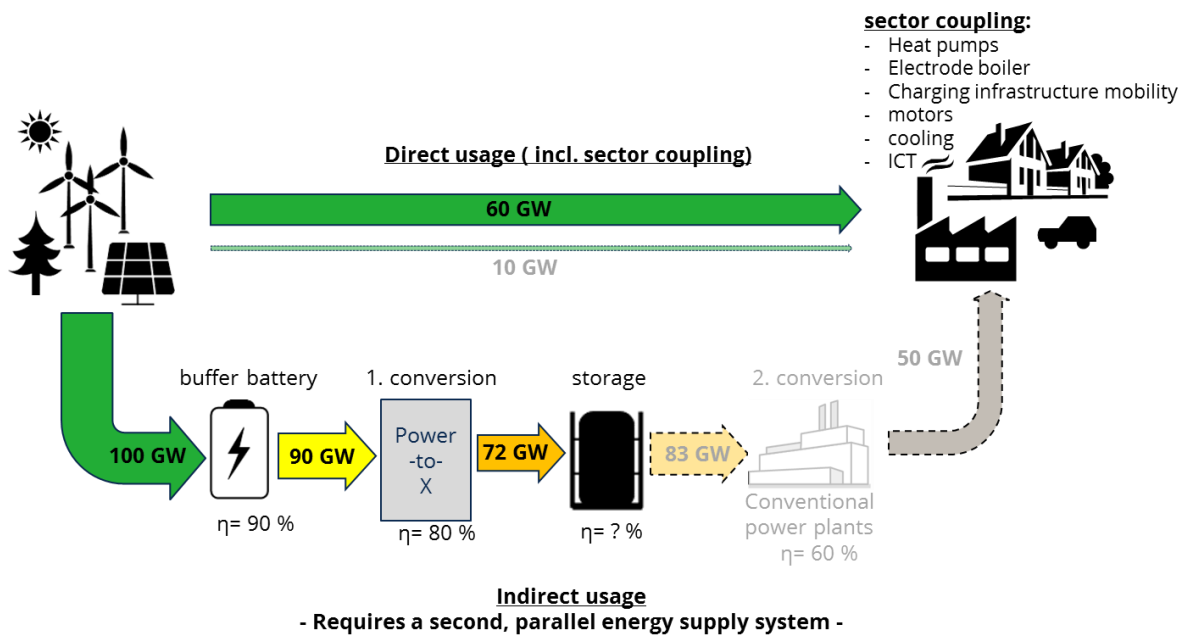 sector coupling:
- Heat pumps
- Electrode boiler
- Charging infrastructure mobility
- motors
- cooling
- ICT
Direct usage ( incl. sector coupling)
60 GW
10 GW
50 GW
buffer battery
1. conversion
storage
2. conversion
100 GW
90 GW
Power
-to-
X
72 GW
83 GW
η= 90 %
η= 80 %
η= ? %
Conventional
power plants
η= 60 %
Indirect usage
- Requires a second, parallel energy supply system -